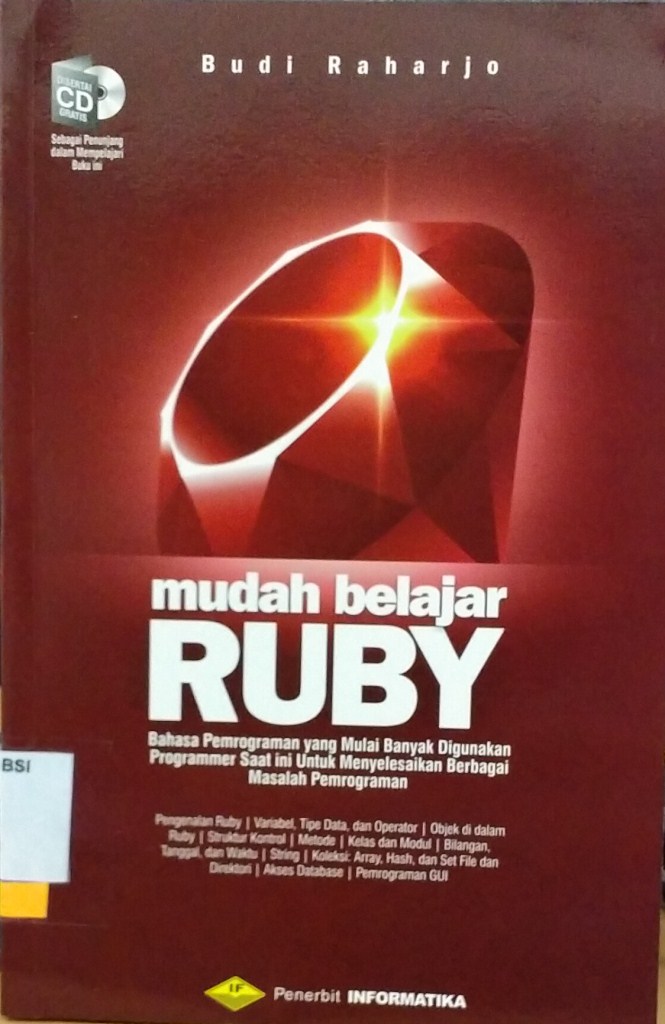 Budi Raharjo
DISERTAI
CD
GRATIS
Sebagai Penunjang
dalam Mempelajari
Buku ini
mudah belajar
RUBY
Bahasa Pemrograman yang Mulai Banyak Digunakan
Programmer Saat ini Untuk Menyelesaikan Berbagai
Masalah Pemrograman
BSI
Pengenalan Ruby | Variabel, Tipe Data, dan Operator | Objek di dalam
Ruby | Struktur Kontrol | Metode | Kelas dan Modul | Bilangan,
Tanggal, dan Waktu | String | Koleksi: Array, Hash, dan Set File dan
Direktori | Akses Database | Pemrograman GUI
IF
Penerbit INFORMATIKA